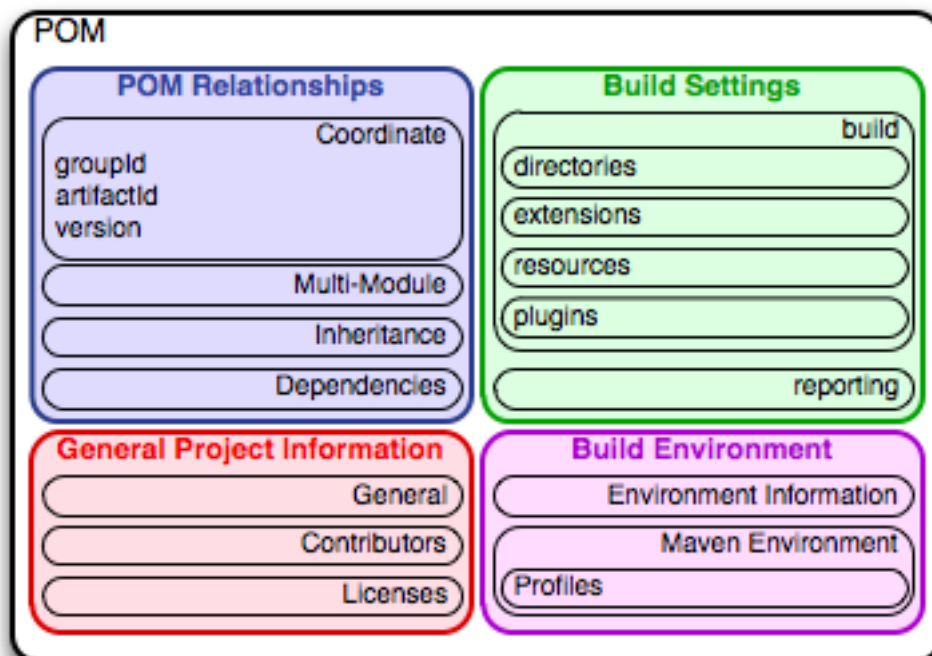 POM
POM Relationships
Coordinate
groupId
artifactId
version
Multi-Module
Inheritance
Dependencies
Build Settings
build
directories
extensions
resources
plugins
reporting
General Project Information
General
Contributors
Licenses
Build Environment
Environment Information
Maven Environment
Profiles